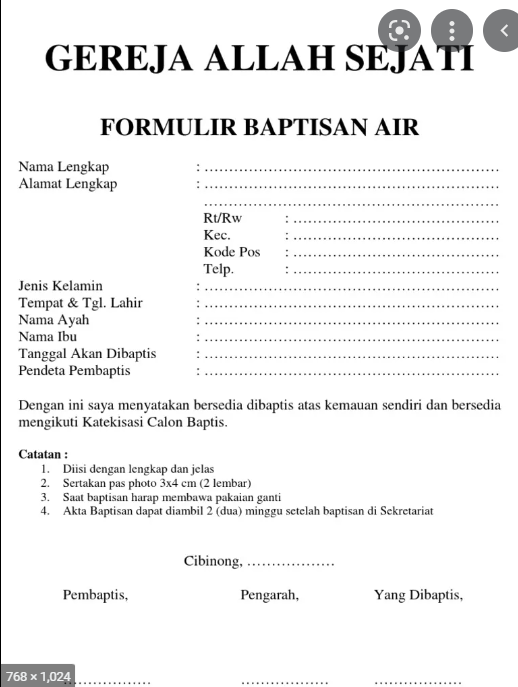 GEREJA ALLAH SEJATI
FORMULIR BAPTISAN AIR
Nama Lengkap : ................................................
Alamat Lengkap : ................................................
................................................
Rt/Rw : ..................................
Kec. : ..................................
Kode Pos : ..................................
Telp. : ..................................
Jenis Kelamin : ................................................
Tempat & Tgl. Lahir : ................................................
Nama Ayah : ................................................
Nama Ibu : ................................................
Tanggal Akan Dibaptis : ................................................
Pendeta Pembaptis : ................................................
Dengan ini saya menyatakan bersedia dibaptis atas kemauan sendiri dan bersedia
mengikuti Katekisasi Calon Baptis.
Catatan :
1. Diisi dengan lengkap dan jelas
2. Sertakan pas photo 3x4 cm (2 lembar)
3. Saat baptisan harap membawa pakaian ganti
4. Akta Baptisan dapat diambil 2 (dua) minggu setelah baptisan di Sekretariat
Cibinong, ..................
Pembaptis, Pengarah, Yang Dibaptis,
.................. .................. ..................
768 × 1,024